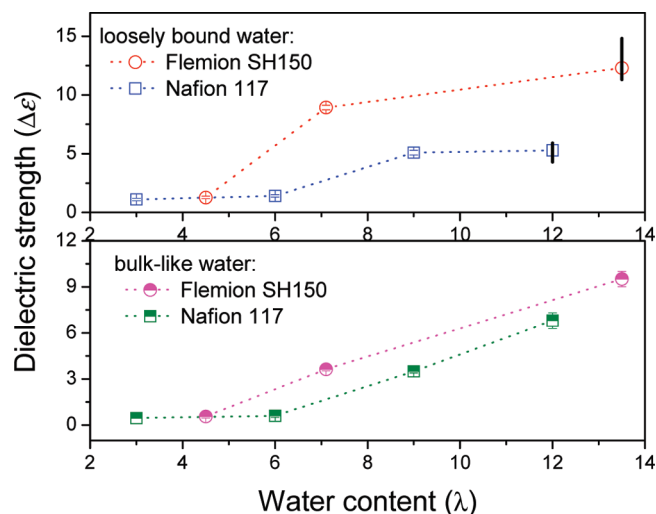 Dielectric strength (Δε)
15
10
5
0
loosely bound water:
Flemion SH150
Nafion 117
2 4 6 8 10 12 14
12
9
6
3
0
bulk-like water:
Flemion SH150
Nafion 117
2 4 6 8 10 12 14
Water content (λ)